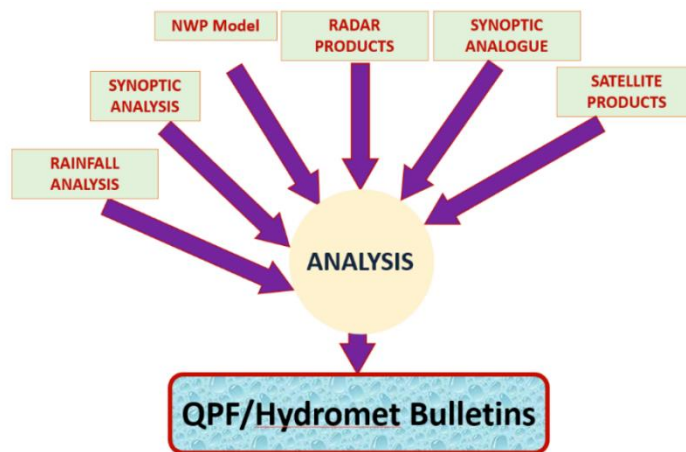 NWP Model
RADAR
PRODUCTS
SYNOPTIC
ANALOGUE
SYNOPTIC
ANALYSIS
SATELLITE
PRODUCTS
RAINFALL
ANALYSIS
ANALYSIS
QPF/Hydromet Bulletins